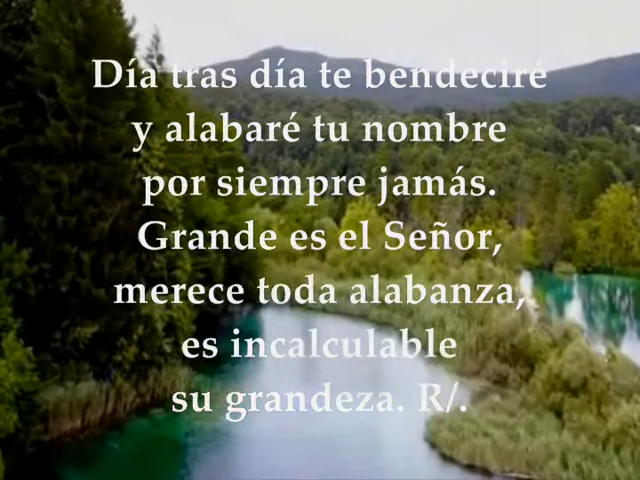 Día tras día te bendeciré
y alabaré tu nombre
por siempre jamás.
Grande es el Señor,
merece toda alabanza,
es incalculable
su grandeza. R/.